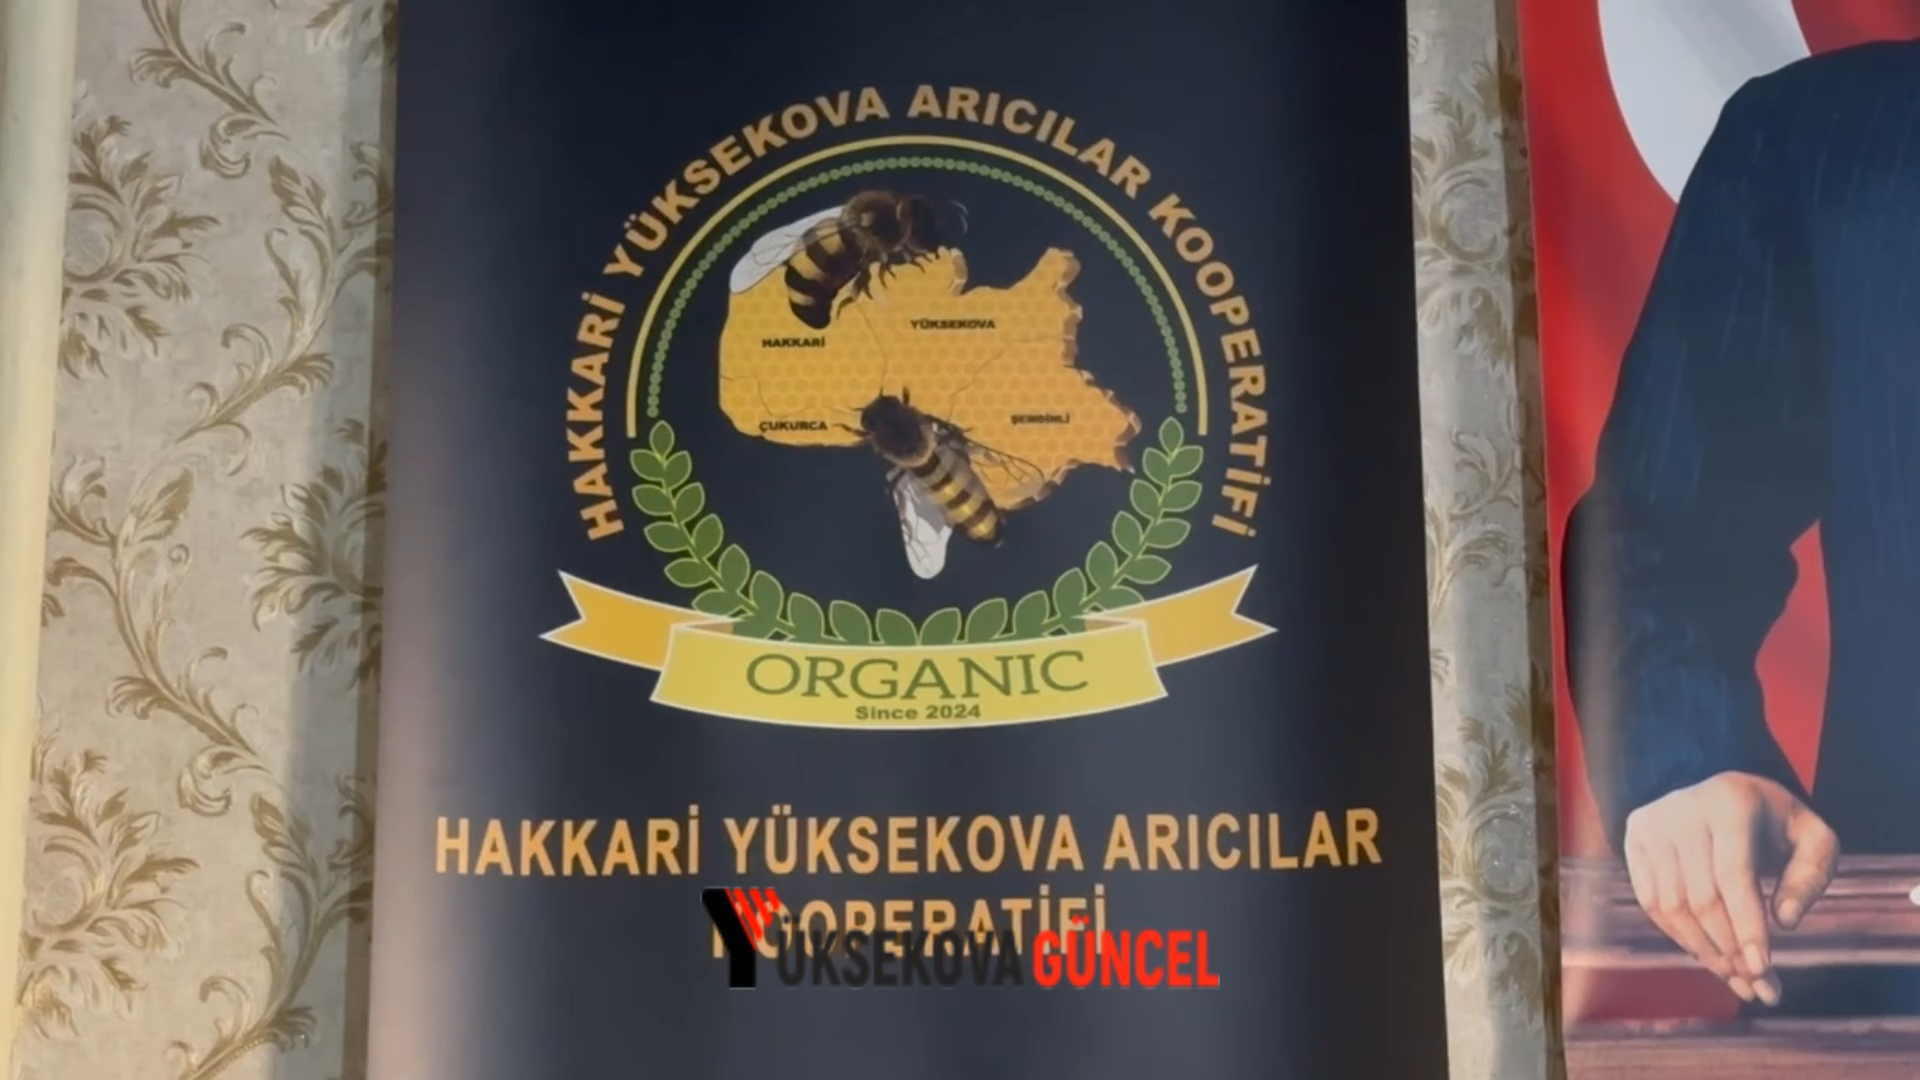 HAKKARİ YÜKSEKOVA ARICILAR KOOPERATİFİ
HAKKARİ
YÜKSEKOVA
ÇUKURCA
ŞEMDİNLİ
ORGANIC
Since 2024
HAKKARİ YÜKSEKOVA ARICILAR
KOOPERATİFİ
YÜKSEKOVA GÜNCEL